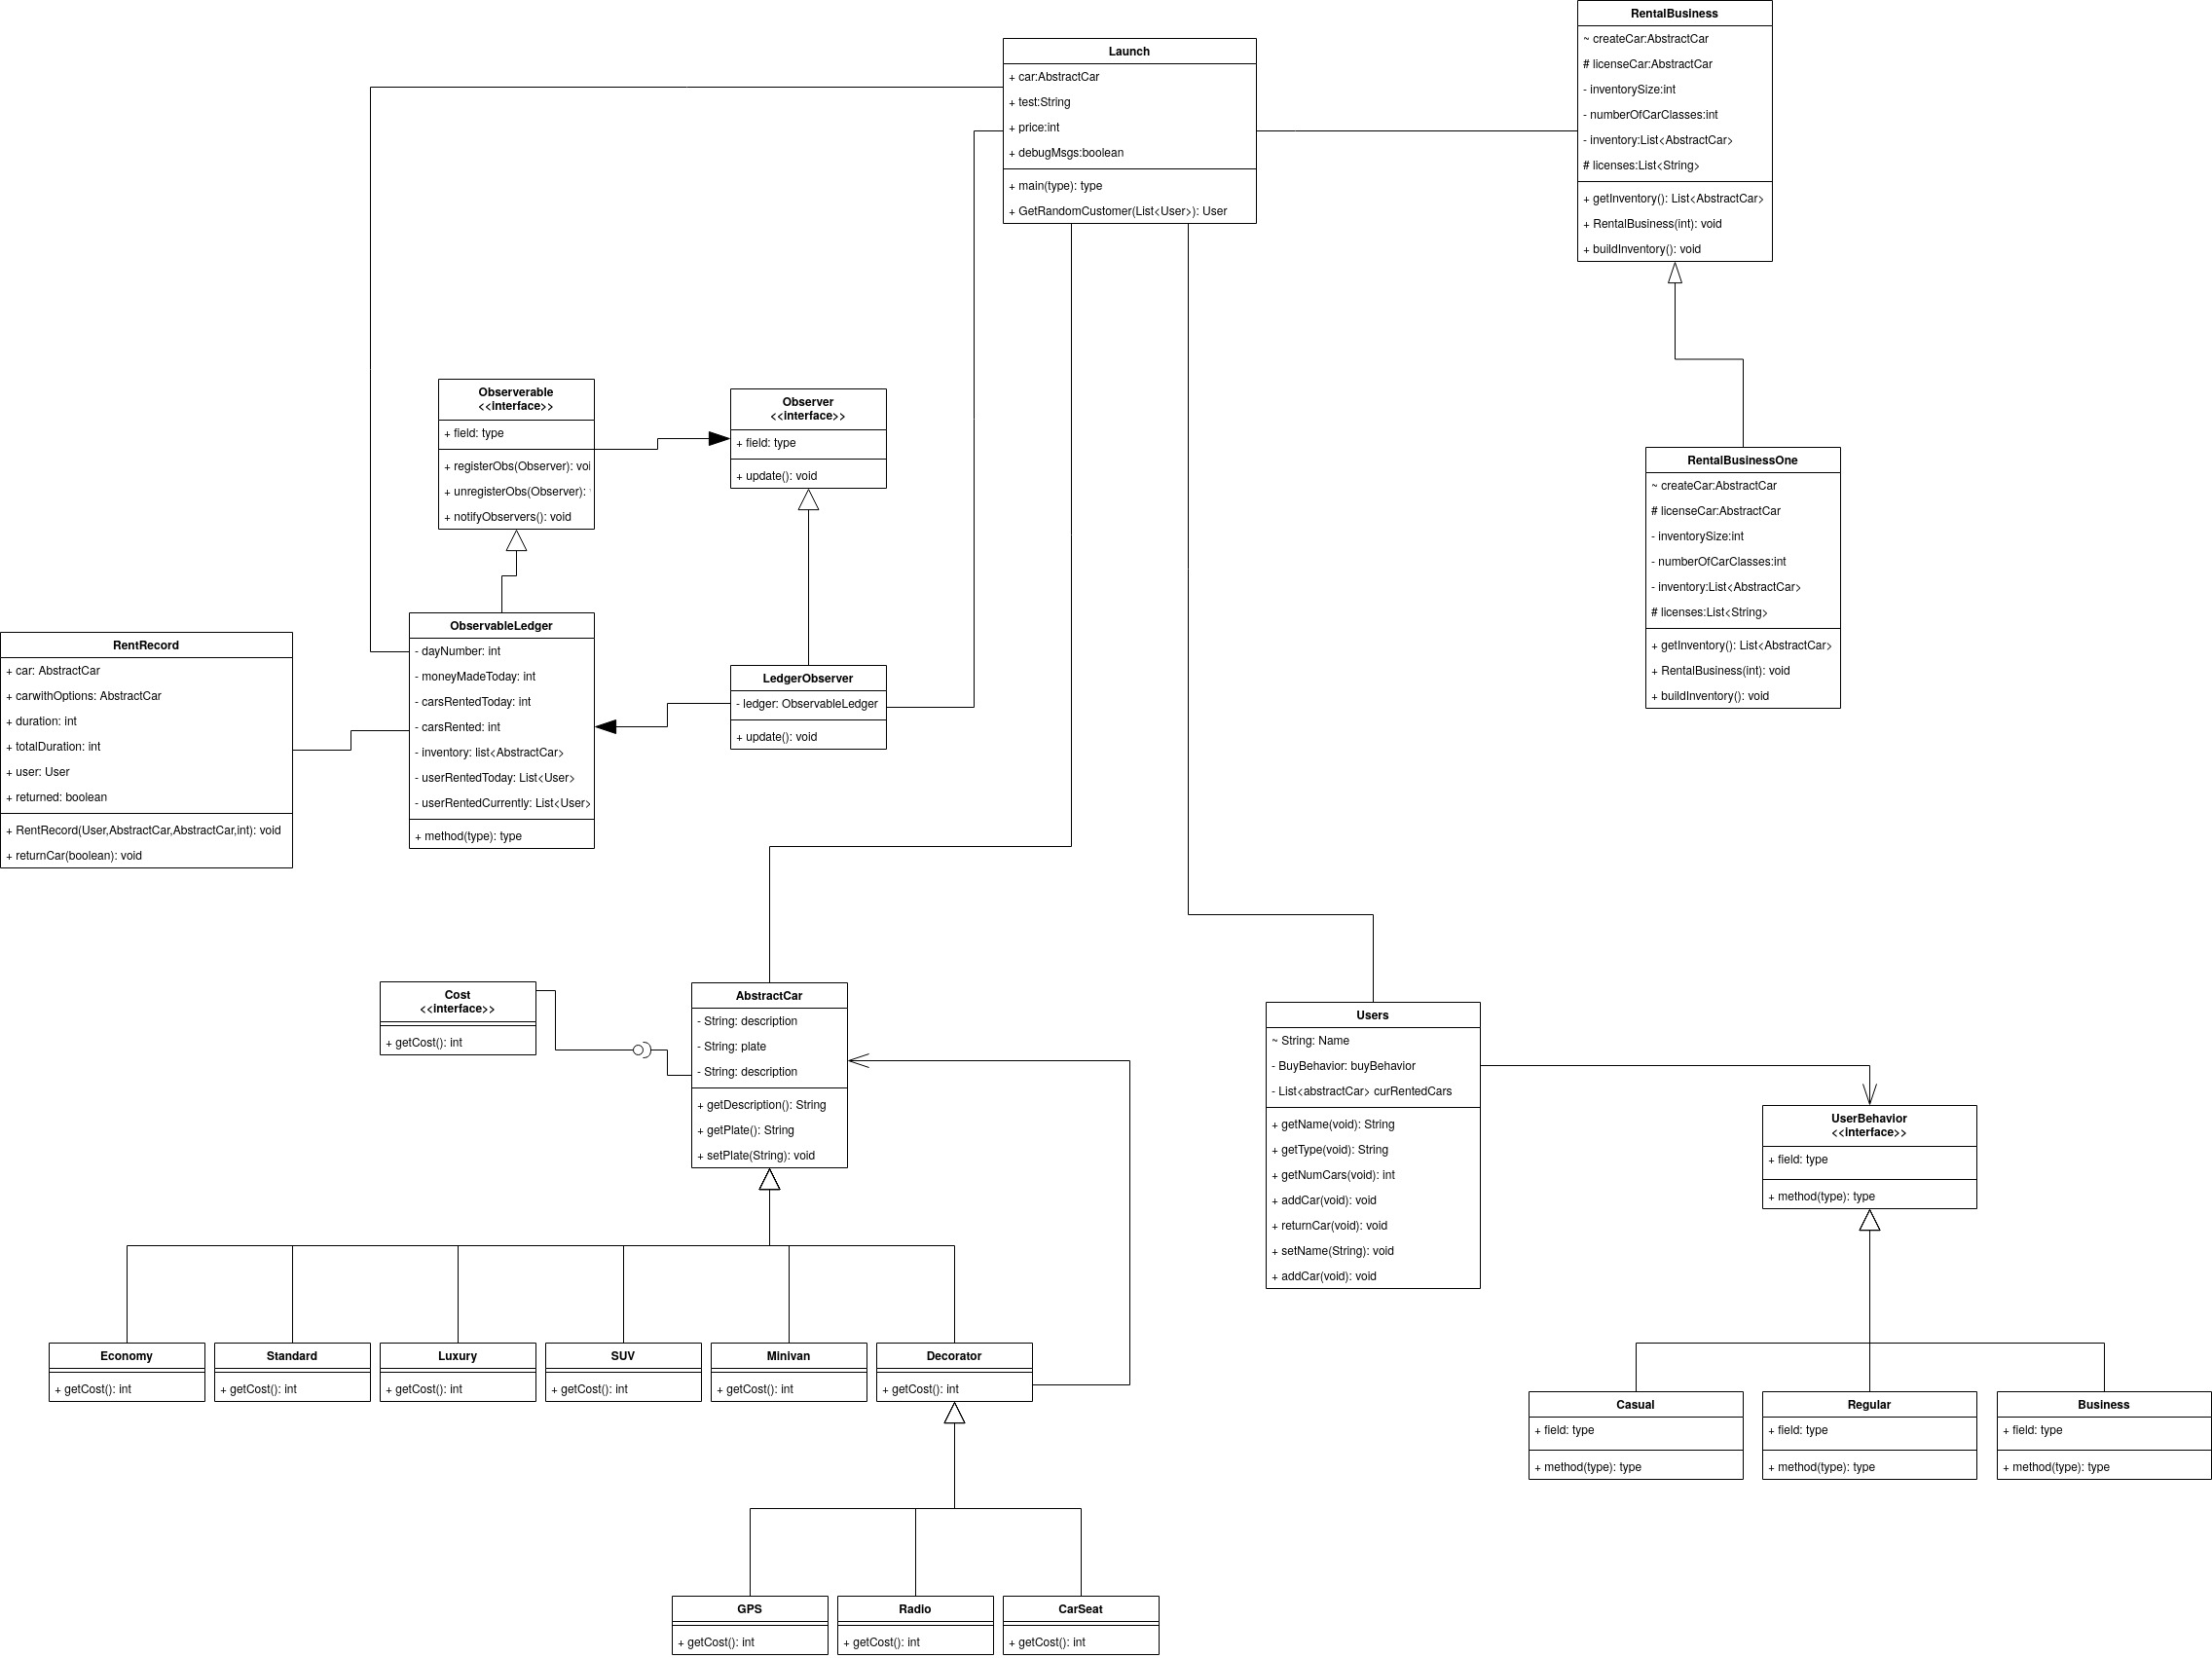 RentalBusiness
~ createCar:AbstractCar
# licenseCar:AbstractCar
- inventorySize:int
- numberOfCarClasses:int
- inventory:List<AbstractCar>
# licenses:List<String>
+ getInventory(): List<AbstractCar>
+ RentalBusiness(int): void
+ buildInventory(): void
Launch
+ car:AbstractCar
+ test:String
+ price:int
+ debugMsgs:boolean
+ main(type): type
+ GetRandomCustomer(List<User>): User
Observerable
<<interface>>
+ field: type
+ registerObs(Observer): voi
+ unregisterObs(Observer):
+ notifyObservers(): void
Observer
<<interface>>
+ field: type
+ update(): void
RentalBusinessOne
~ createCar:AbstractCar
# licenseCar:AbstractCar
- inventorySize:int
- numberOfCarClasses:int
- inventory:List<AbstractCar>
# licenses:List<String>
+ getInventory(): List<AbstractCar>
+ RentalBusiness(int): void
+ buildInventory(): void
RentRecord
+ car: AbstractCar
+ carwithOptions: AbstractCar
+ duration: int
+ totalDuration: int
+ user: User
+ returned: boolean
+ RentRecord(User,AbstractCar,AbstractCar,int): void
+ returnCar(boolean): void
ObservableLedger
- dayNumber: int
- moneyMadeToday: int
- carsRentedToday: int
- carsRented: int
- inventory: list<AbstractCar>
- userRentedToday: List<User>
- userRentedCurrently: List<User>
+ method(type): type
LedgerObserver
- ledger: ObservableLedger
+ update(): void
Cost
<<interface>>
+ getCost(): int
AbstractCar
- String: description
- String: plate
- String: description
+ getDescription(): String
+ getPlate(): String
+ setPlate(String): void
Users
~ String: Name
- BuyBehavior: buyBehavior
- List<abstractCar> curRentedCars
+ getName(void): String
+ getType(void): String
+ getNumCars(void): int
+ addCar(void): void
+ returnCar(void): void
+ setName(String): void
+ addCar(void): void
UserBehavior
<<interface>>
+ field: type
+ method(type): type
Economy
+ getCost(): int
Standard
+ getCost(): int
Luxury
+ getCost(): int
SUV
+ getCost(): int
Minivan
+ getCost(): int
Decorator
+ getCost(): int
Casual
+ field: type
+ method(type): type
Regular
+ field: type
+ method(type): type
Business
+ field: type
+ method(type): type
GPS
+ getCost(): int
Radio
+ getCost(): int
CarSeat
+ getCost(): int